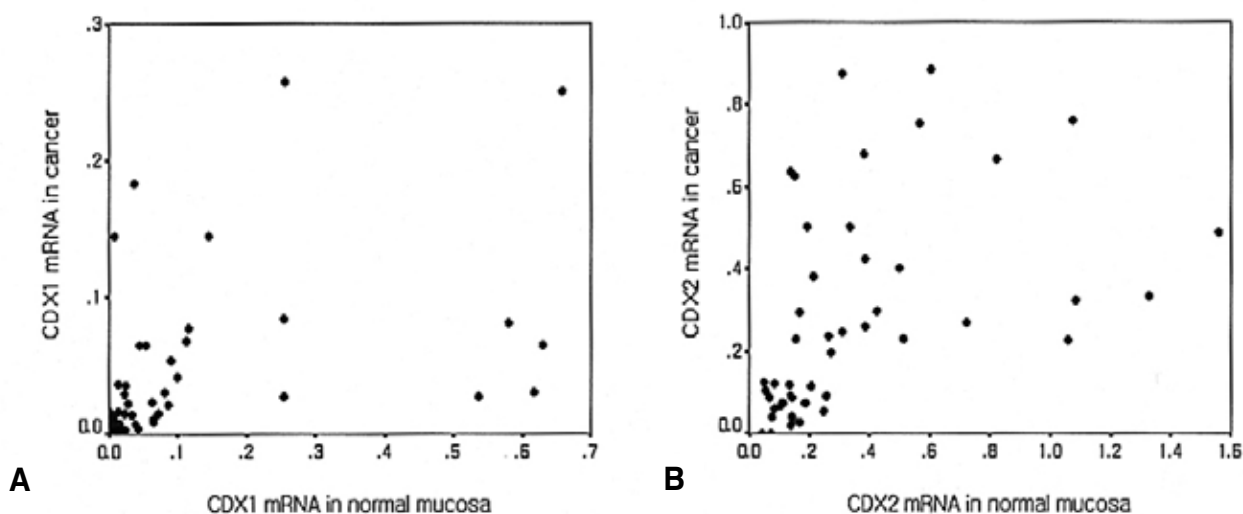 .3
.2
.1
0.0
CDX1 mRNA in cancer
0.0 .1 .2 .3 .4 .5 .6 .7
CDX1 mRNA in normal mucosa
A
1.0
.8
.6
.4
.2
0.0
CDX2 mRNA in cancer
0.0 .2 .4 .6 .8 1.0 1.2 1.4 1.6
CDX2 mRNA in normal mucosa
B